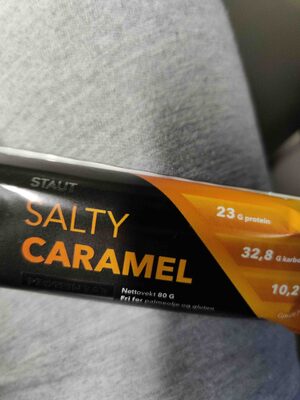 STAUT
SALTY
CARAMEL
Nettovekt 80 G
Fri for palmeolje og gluten
23 G protein
32,8 G karbo
10,2